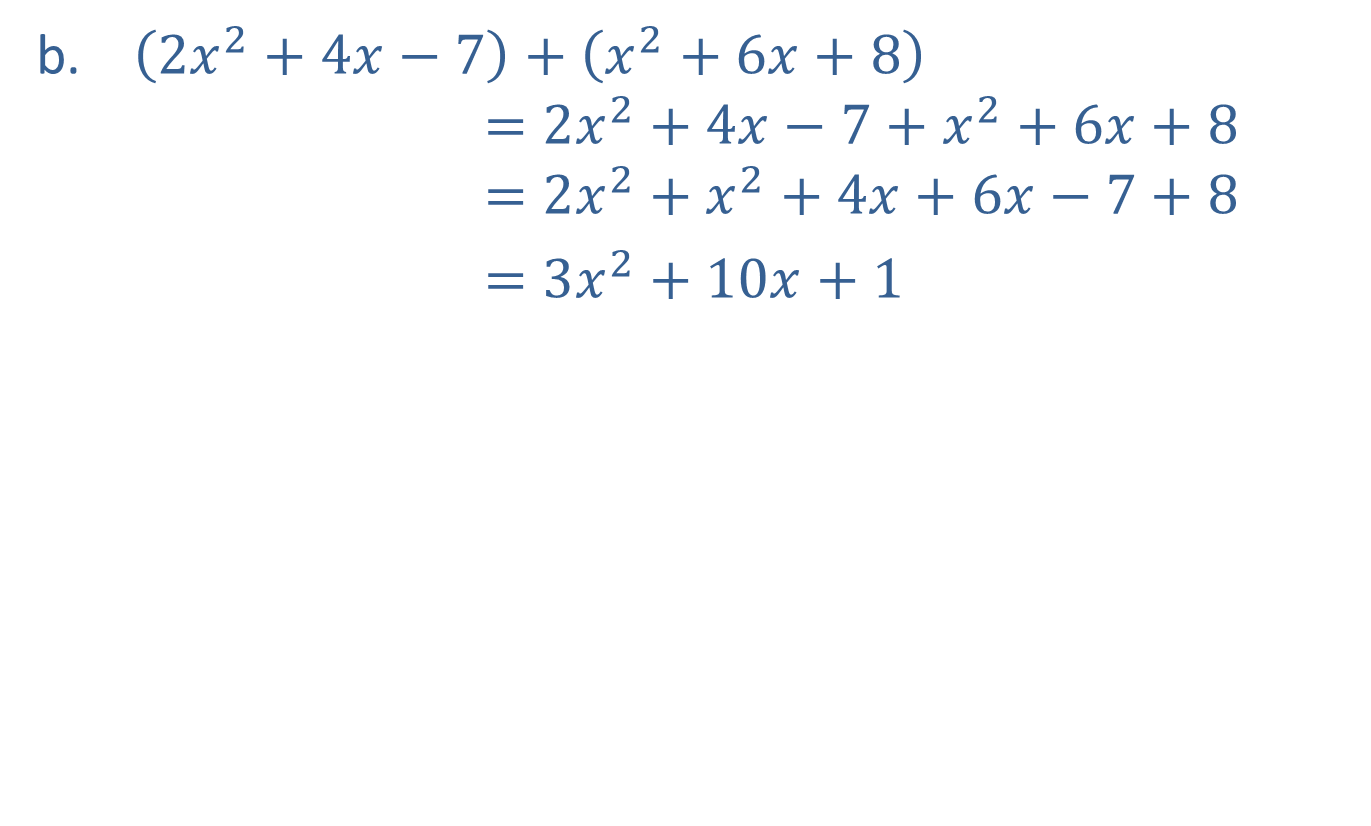 b. (2x² + 4x − 7) + (x² + 6x + 8)
= 2x² + 4x − 7 + x² + 6x + 8
= 2x² + x² + 4x + 6x − 7 + 8
= 3x² + 10x + 1